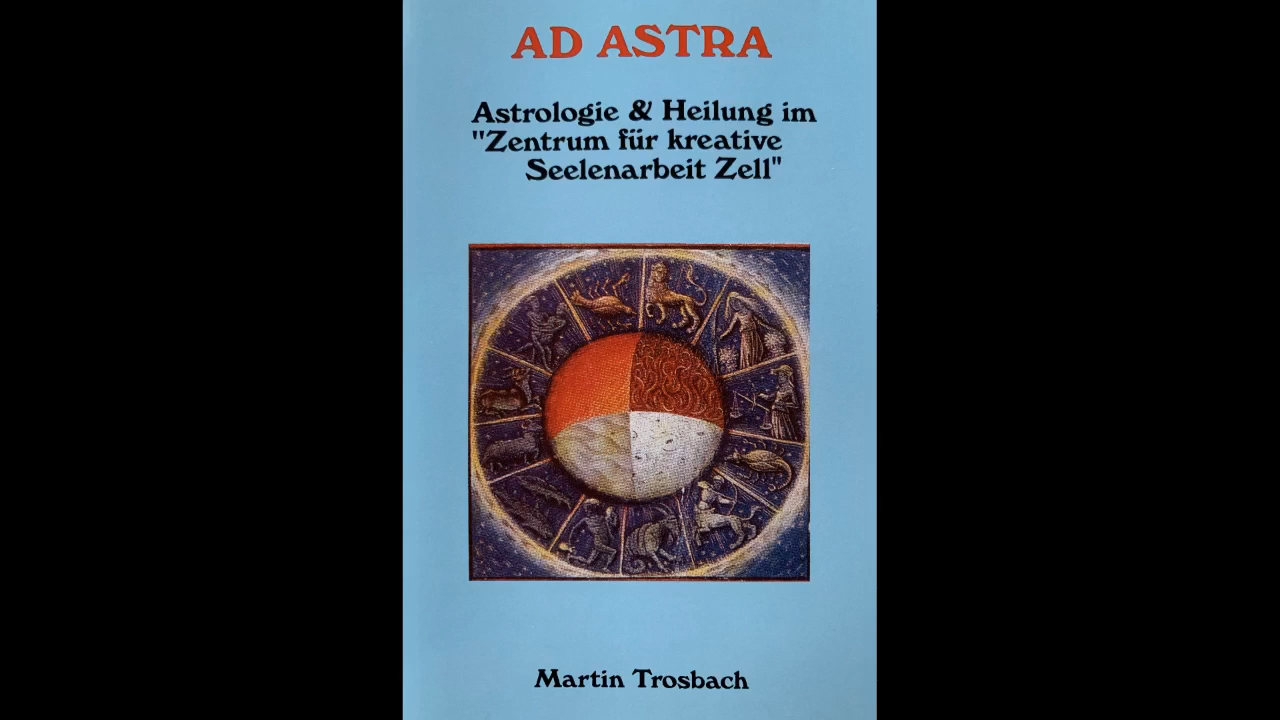 AD ASTRA
Astrologie & Heilung im
"Zentrum für kreative
Seelenarbeit Zell"
Martin Trosbach